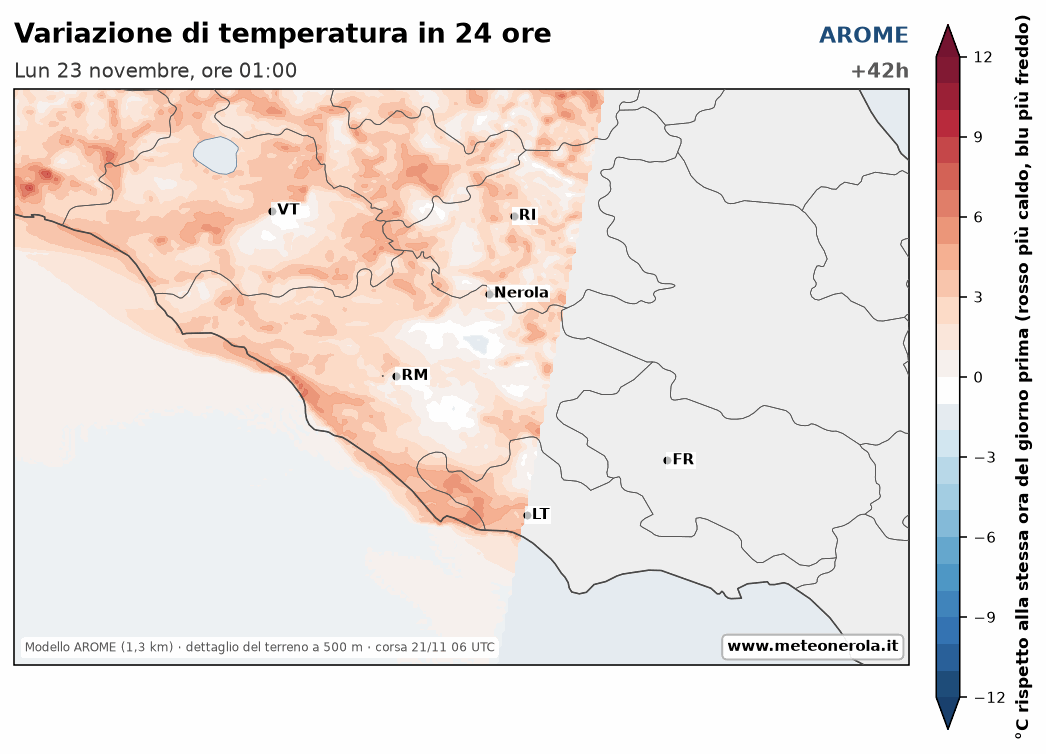 Variazione di temperatura in 24 ore
AROME
Lun 23 novembre, ore 01:00
+42h
VT
RI
Nerola
RM
FR
LT
Modello AROME (1,3 km) · dettaglio del terreno a 500 m · corsa 21/11 06 UTC
www.meteonerola.it
12
9
6
3
0
−3
−6
−9
−12
°C rispetto alla stessa ora del giorno prima (rosso più caldo, blu più freddo)